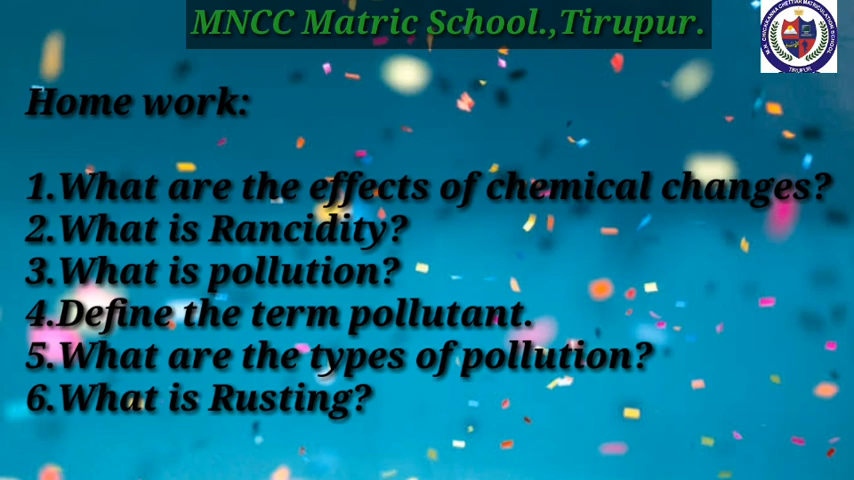 MNCC Matric School.,Tirupur.
Home work:
1.What are the effects of chemical changes?
2.What is Rancidity?
3.What is pollution?
4.Define the term pollutant.
5.What are the types of pollution?
6.What is Rusting?
TIRUPUR